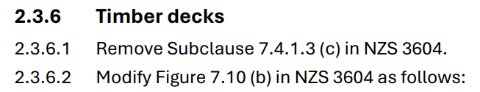 2.3.6 Timber decks
2.3.6.1 Remove Subclause 7.4.1.3 (c) in NZS 3604.
2.3.6.2 Modify Figure 7.10 (b) in NZS 3604 as follows: